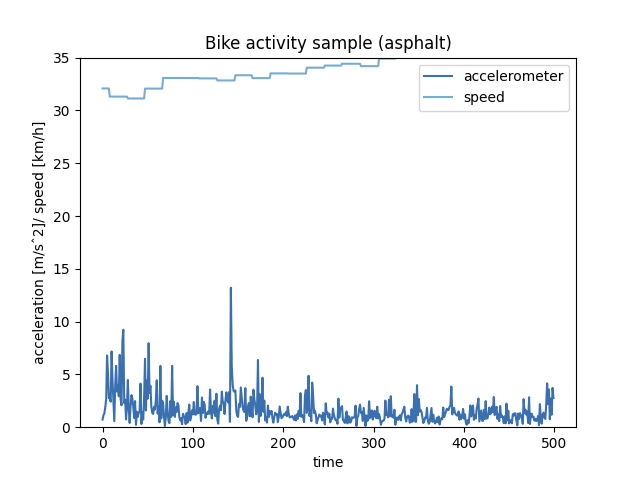 Bike activity sample (asphalt)
accelerometer
speed
35
30
25
20
15
10
5
0
acceleration [m/sˆ2]/ speed [km/h]
0 100 200 300 400 500
time